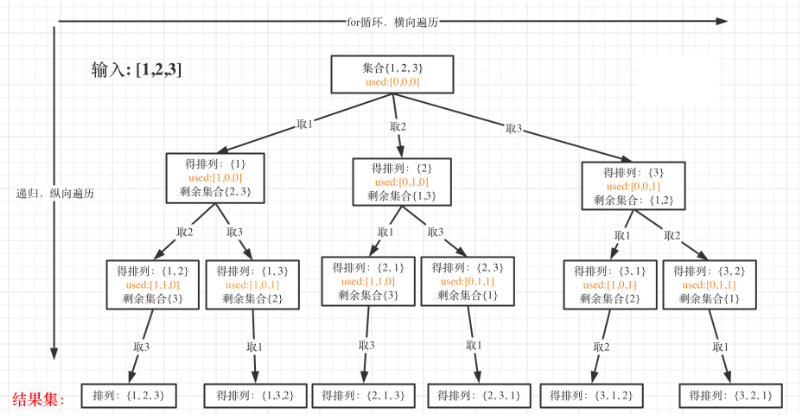 for循环，横向遍历
输入: [1,2,3]
集合{1, 2, 3}
used:[0,0,0]
取1
取2
取3
递归，纵向遍历
得排列：{1}
used:[1,0,0]
剩余集合{2, 3}
得排列：{2}
used:[0,1,0]
剩余集合{1,3}
得排列：{3}
used:[0,0,1]
剩余集合：{1,2}
取2
取3
取1
取3
取1
取2
得排列：{1, 2}
used:[1,1,0]
剩余集合{3}
得排列：{1, 3}
used:[1,0,1]
剩余集合{2}
得排列：{2, 1}
used:[1,1,0]
剩余集合{3}
得排列：{2, 3}
used:[0,1,1]
剩余集合{1}
得排列：{3, 1}
used:[1,0,1]
剩余集合{2}
得排列：{3, 2}
used:[0,1,1]
剩余集合{1}
取3
取1
取3
取1
取2
取1
结果集：
排列：{1, 2, 3}
得排列：{1,3,2}
得排列：{2, 1, 3}
得排列：{2, 3, 1}
得排列：{3, 1, 2}
得排列：{3, 2, 1}